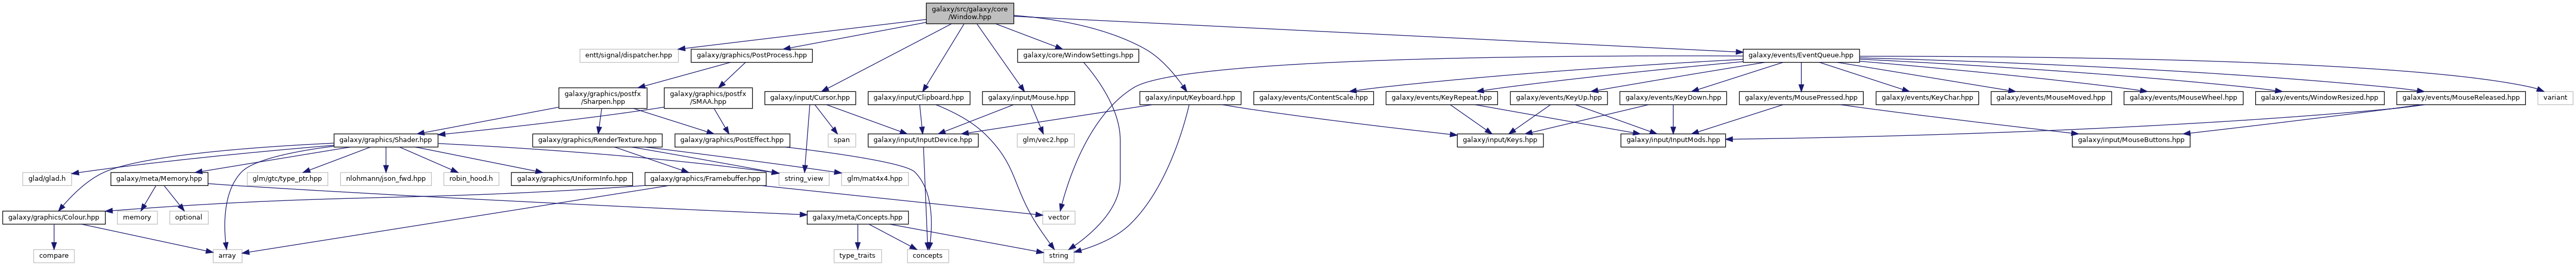 galaxy/src/galaxy/core
/Window.hpp
entt/signal/dispatcher.hpp
galaxy/graphics/PostProcess.hpp
galaxy/core/WindowSettings.hpp
galaxy/events/EventQueue.hpp
galaxy/graphics/postfx
/Sharpen.hpp
galaxy/graphics/postfx
/SMAA.hpp
galaxy/input/Cursor.hpp
galaxy/input/Clipboard.hpp
galaxy/input/Mouse.hpp
galaxy/input/Keyboard.hpp
galaxy/events/ContentScale.hpp
galaxy/events/KeyRepeat.hpp
galaxy/events/KeyUp.hpp
galaxy/events/KeyDown.hpp
galaxy/events/MousePressed.hpp
galaxy/events/KeyChar.hpp
galaxy/events/MouseMoved.hpp
galaxy/events/MouseWheel.hpp
galaxy/events/WindowResized.hpp
galaxy/events/MouseReleased.hpp
variant
galaxy/graphics/Shader.hpp
galaxy/graphics/RenderTexture.hpp
galaxy/graphics/PostEffect.hpp
span
galaxy/input/InputDevice.hpp
glm/vec2.hpp
galaxy/input/Keys.hpp
galaxy/input/InputMods.hpp
galaxy/input/MouseButtons.hpp
glad/glad.h
galaxy/meta/Memory.hpp
glm/gtc/type_ptr.hpp
nlohmann/json_fwd.hpp
robin_hood.h
galaxy/graphics/UniformInfo.hpp
galaxy/graphics/Framebuffer.hpp
string_view
glm/mat4x4.hpp
galaxy/graphics/Colour.hpp
memory
optional
galaxy/meta/Concepts.hpp
vector
compare
array
type_traits
concepts
string